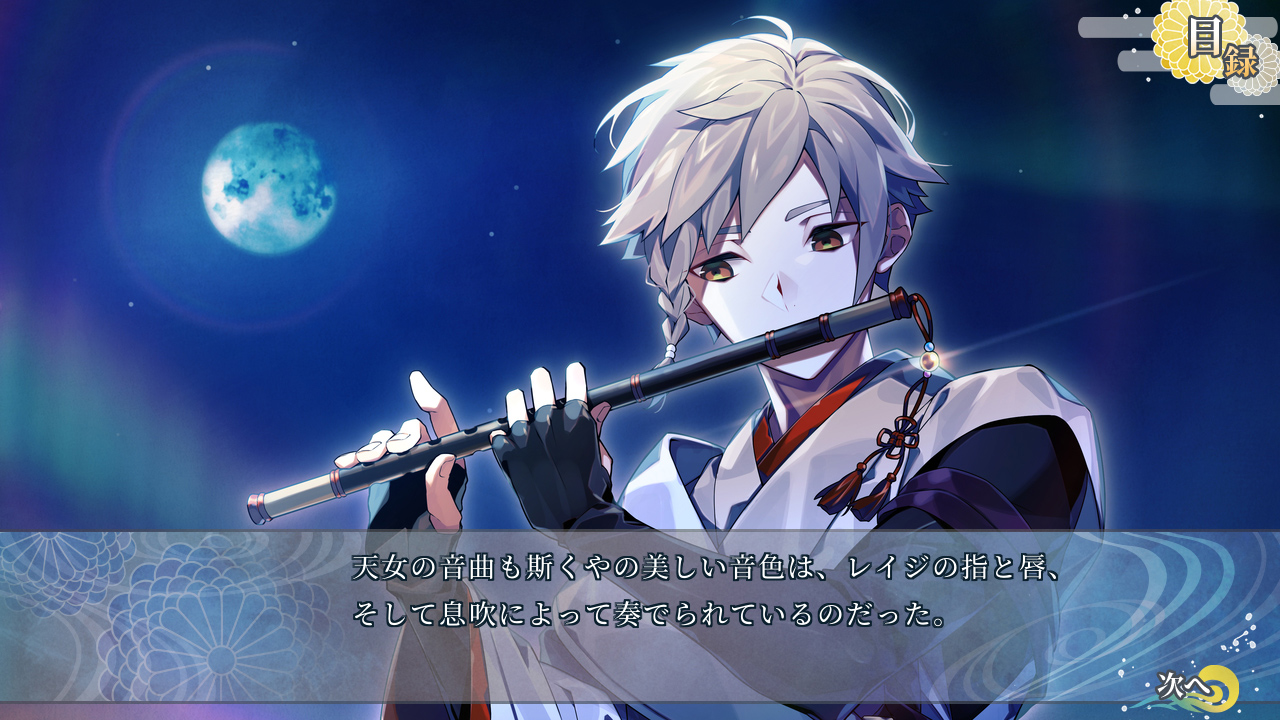 目録
天女の音曲も斯くやの美しい音色は、レイジの指と唇、
そして息吹によって奏でられているのだった。
次へ